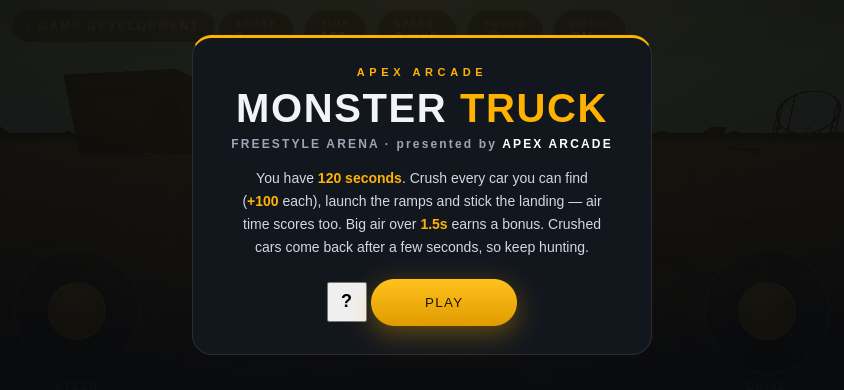 APEX ARCADE
MONSTER TRUCK
FREESTYLE ARENA · presented by APEX ARCADE
You have 120 seconds. Crush every car you can find
(+100 each), launch the ramps and stick the landing — air
time scores too. Big air over 1.5s earns a bonus. Crushed
cars come back after a few seconds, so keep hunting.
? PLAY